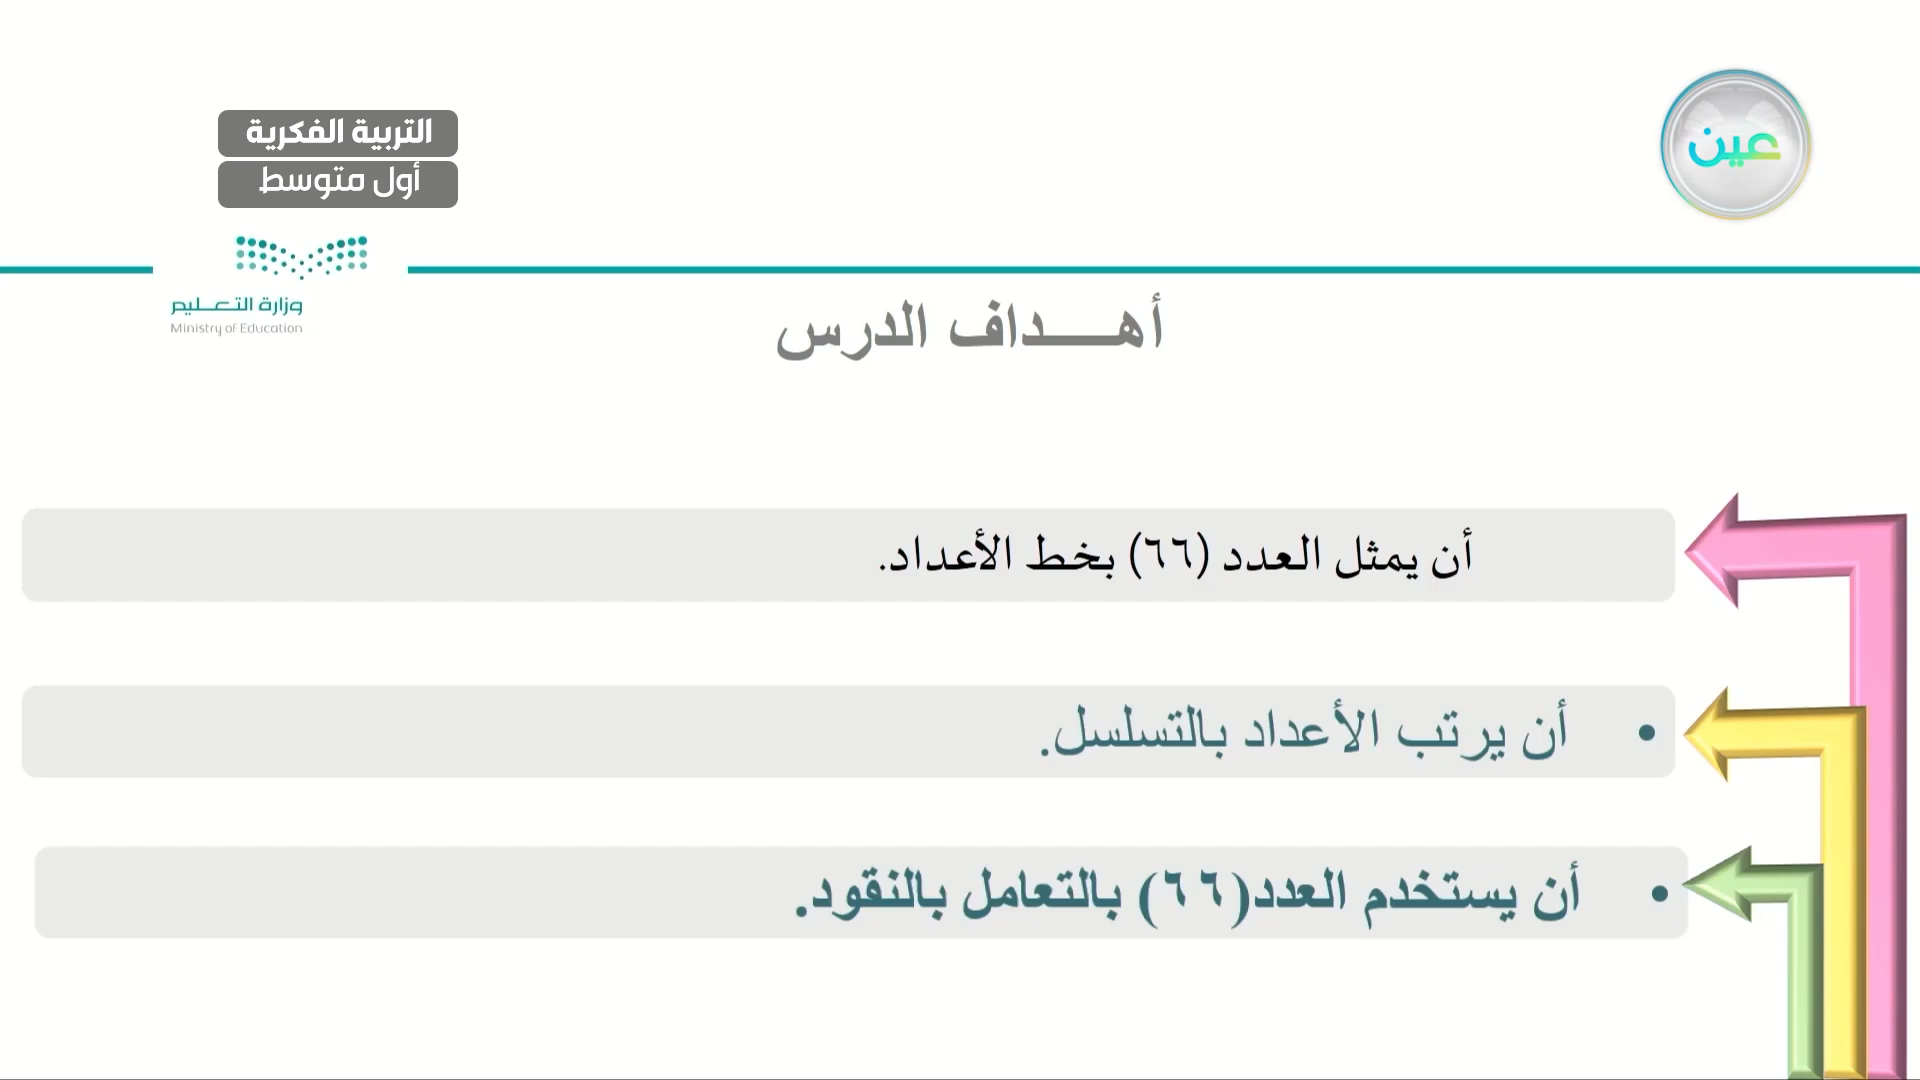 التربية الفكرية
أول متوسط
عين
وزارة التعليم
Ministry of Education
أهداف الدرس
أن يمثل العدد (٦٦) بخط الأعداد.
• أن يرتب الأعداد بالتسلسل.
• أن يستخدم العدد(٦٦) بالتعامل بالنقود.